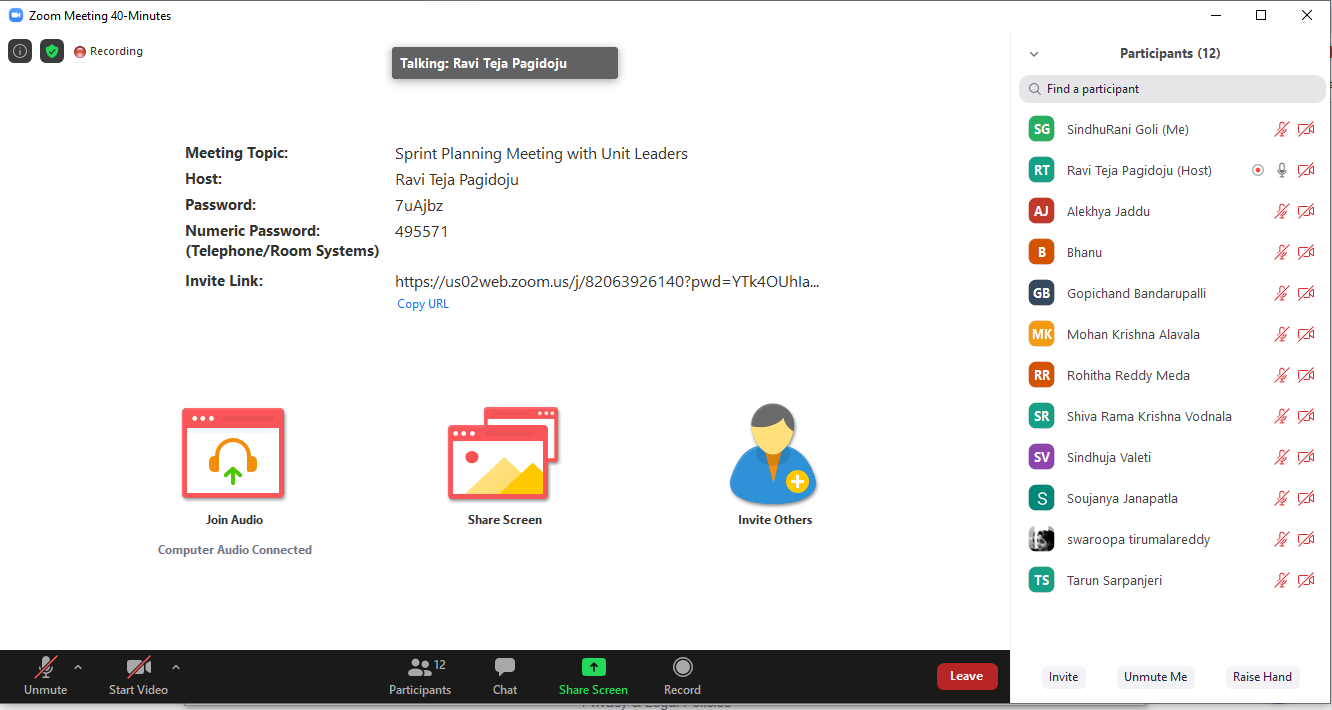 Zoom Meeting 40-Minutes
Recording
Talking: Ravi Teja Pagidoju
Meeting Topic: Sprint Planning Meeting with Unit Leaders
Host: Ravi Teja Pagidoju
Password: 7uAjbz
Numeric Password: 495571
(Telephone/Room Systems)
Invite Link: https://us02web.zoom.us/j/82063926140?pwd=YTk4OUhIa...
Copy URL
Join Audio
Computer Audio Connected
Share Screen
Invite Others
Participants (12)
Find a participant
SG SindhuRani Goli (Me)
RT Ravi Teja Pagidoju (Host)
AJ Alekhya Jaddu
B Bhanu
GB Gopichand Bandarupalli
MK Mohan Krishna Alavala
RR Rohitha Reddy Meda
SR Shiva Rama Krishna Vodnala
SV Sindhuja Valeti
S Soujanya Janapatla
swaroopa tirumalareddy
TS Tarun Sarpanjeri
Unmute
Start Video
12
Participants
Chat
Share Screen
Record
Leave
Invite
Unmute Me
Raise Hand
Privacy & Legal Policies